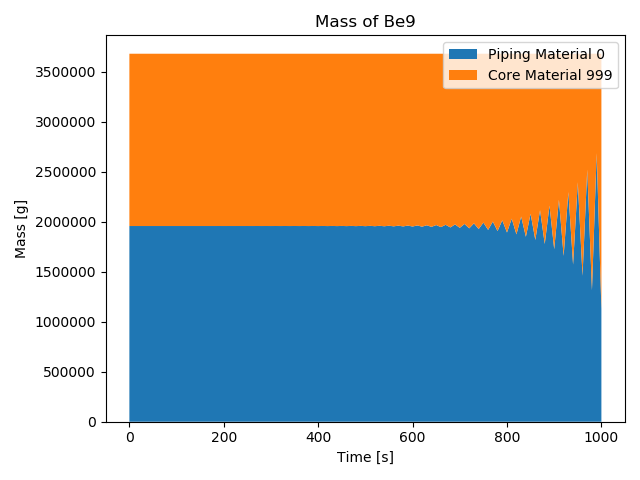 Mass of Be9
Piping Material 0
Core Material 999
3500000
3000000
2500000
2000000
1500000
1000000
500000
0
Mass [g]
0 200 400 600 800 1000
Time [s]